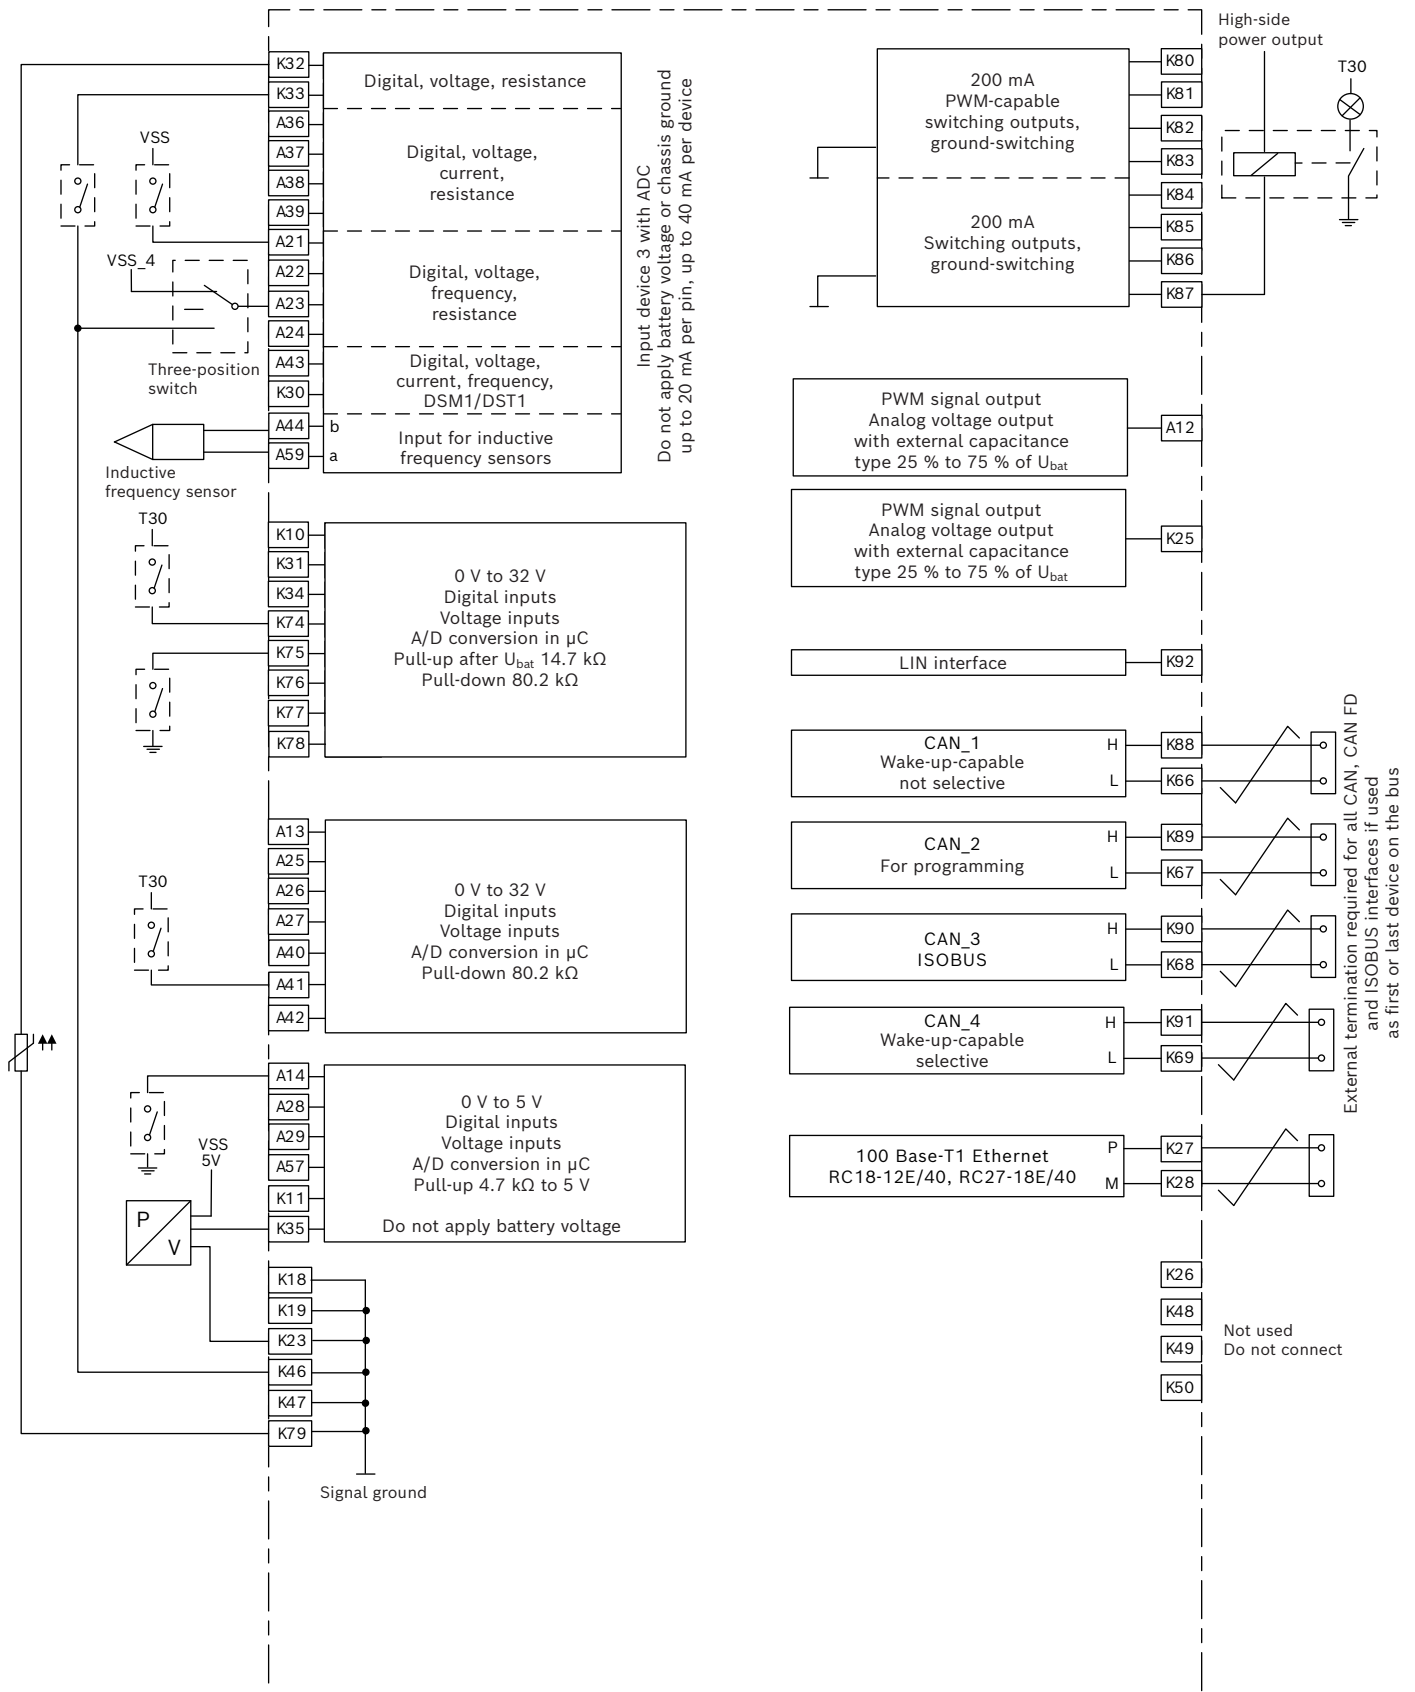 K32
K33
A36
A37
A38
A39
A21
A22
A23
A24
A43
K30
A44
A59
b
a
Digital, voltage, resistance
Digital, voltage,
current,
resistance
Digital, voltage,
frequency,
resistance
Digital, voltage,
current, frequency,
DSM1/DST1
Input for inductive
frequency sensors
Input device 3 with ADC
Do not apply battery voltage or chassis ground
up to 20 mA per pin, up to 40 mA per device
VSS
VSS_4
Three-position
switch
Inductive
frequency sensor
T30
K10
K31
K34
K74
K75
K76
K77
K78
0 V to 32 V
Digital inputs
Voltage inputs
A/D conversion in µC
Pull-up after Ubat 14.7 kΩ
Pull-down 80.2 kΩ
T30
A13
A25
A26
A27
A40
A41
A42
0 V to 32 V
Digital inputs
Voltage inputs
A/D conversion in µC
Pull-down 80.2 kΩ
A14
A28
A29
A57
K11
K35
0 V to 5 V
Digital inputs
Voltage inputs
A/D conversion in µC
Pull-up 4.7 kΩ to 5 V
Do not apply battery voltage
VSS
5V
P
V
K18
K19
K23
K46
K47
K79
Signal ground
High-side
power output
T30
200 mA
PWM-capable
switching outputs,
ground-switching
200 mA
Switching outputs,
ground-switching
K80
K81
K82
K83
K84
K85
K86
K87
PWM signal output
Analog voltage output
with external capacitance
type 25 % to 75 % of Ubat
A12
PWM signal output
Analog voltage output
with external capacitance
type 25 % to 75 % of Ubat
K25
LIN interface
K92
CAN_1
Wake-up-capable
not selective
H
L
K88
K66
CAN_2
For programming
H
L
K89
K67
CAN_3
ISOBUS
H
L
K90
K68
CAN_4
Wake-up-capable
selective
H
L
K91
K69
External termination required for all CAN, CAN FD
and ISOBUS interfaces if used
as first or last device on the bus
100 Base-T1 Ethernet
RC18-12E/40, RC27-18E/40
P
M
K27
K28
K26
K48
K49
K50
Not used
Do not connect